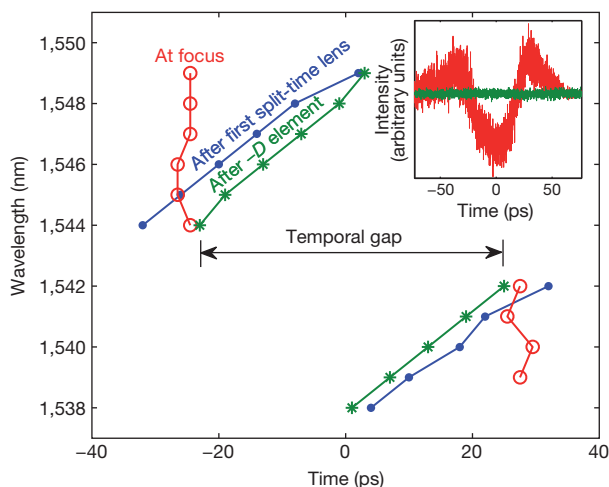 1,550
1,548
1,546
1,544
1,542
1,540
1,538
Wavelength (nm)
−40
−20
0
20
40
Time (ps)
At focus
After first split-time lens
After −D element
Temporal gap
Intensity
(arbitrary units)
−50
0
50
Time (ps)